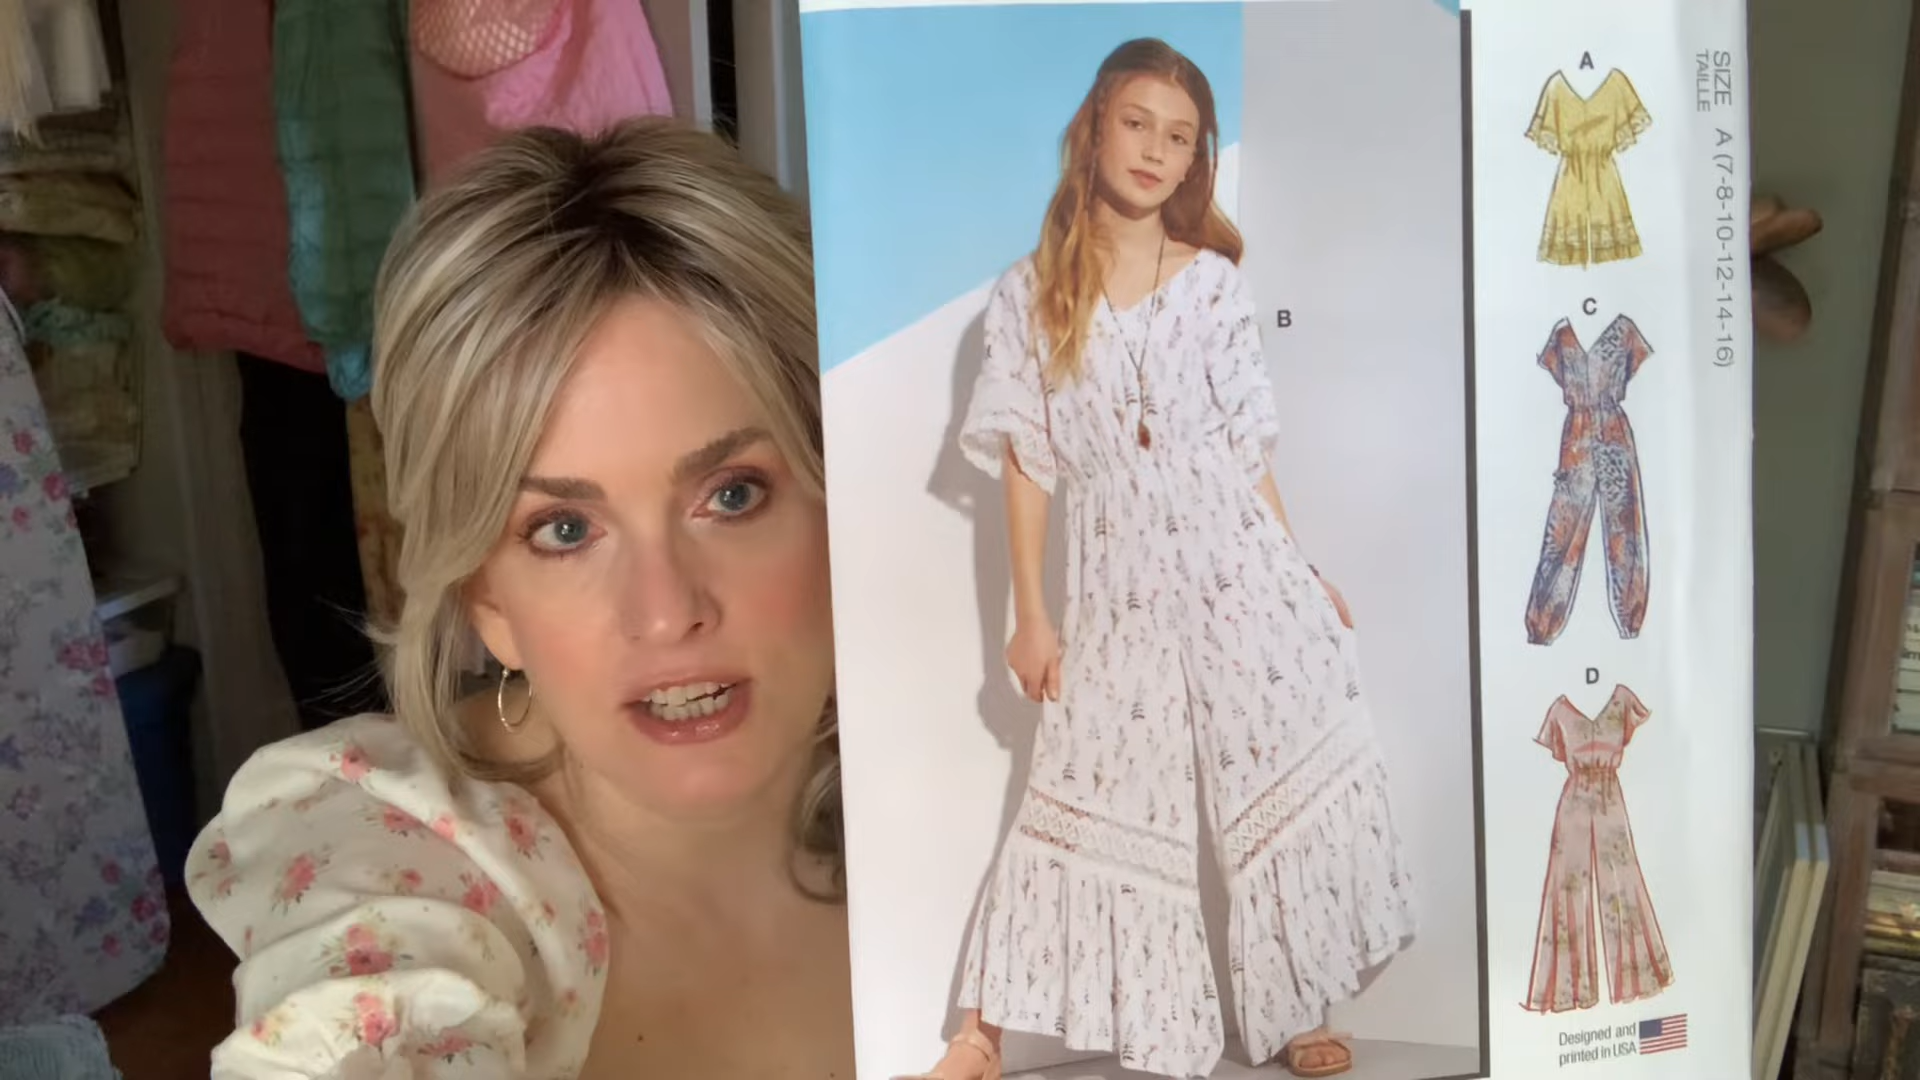 A
B
C
D
SIZE A (7-8-10-12-14-16)
TAILLE
Designed and
printed in USA